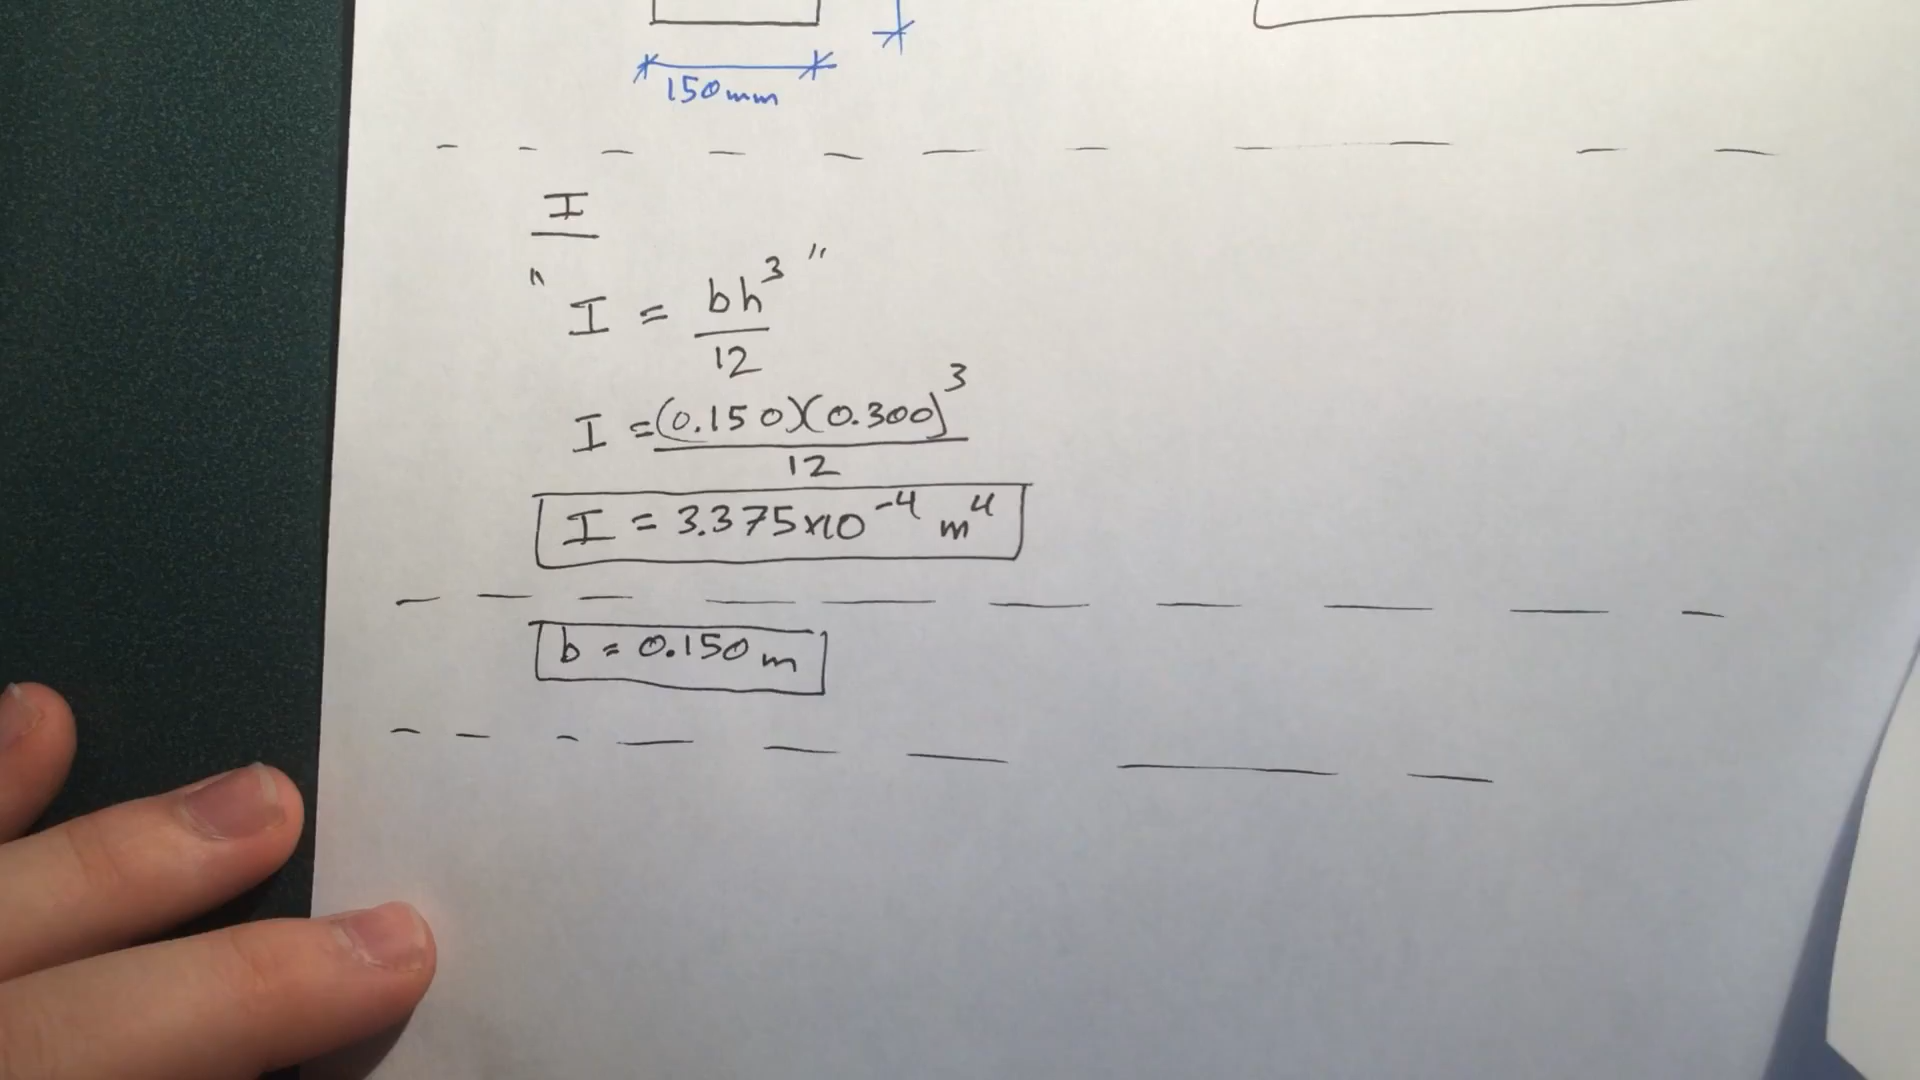 150mm
I
" I = bh³ "
12
I = (0.150)(0.300)³
12
I = 3.375x10⁻⁴ m⁴
b = 0.150 m